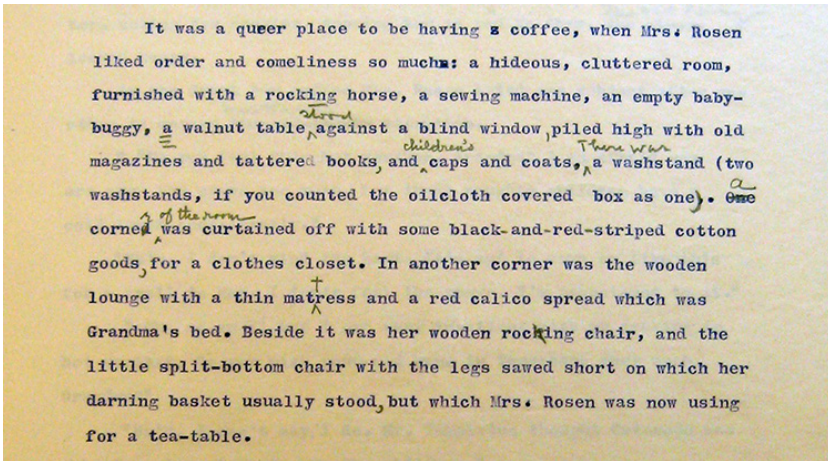 It was a queer place to be having coffee, when Mrs. Rosen
liked order and comeliness so much: a hideous, cluttered room,
furnished with a rocking horse, a sewing machine, an empty baby-
buggy, a walnut table stood against a blind window, piled high with old
magazines and tattered books, and children's caps and coats. There was a washstand (two
washstands, if you counted the oilcloth covered box as one). One a
corner of the room was curtained off with some black-and-red-striped cotton
goods, for a clothes closet. In another corner was the wooden
lounge with a thin mattress and a red calico spread which was
Grandma's bed. Beside it was her wooden rocking chair, and the
little split-bottom chair with the legs sawed short on which her
darning basket usually stood, but which Mrs. Rosen was now using
for a tea-table.